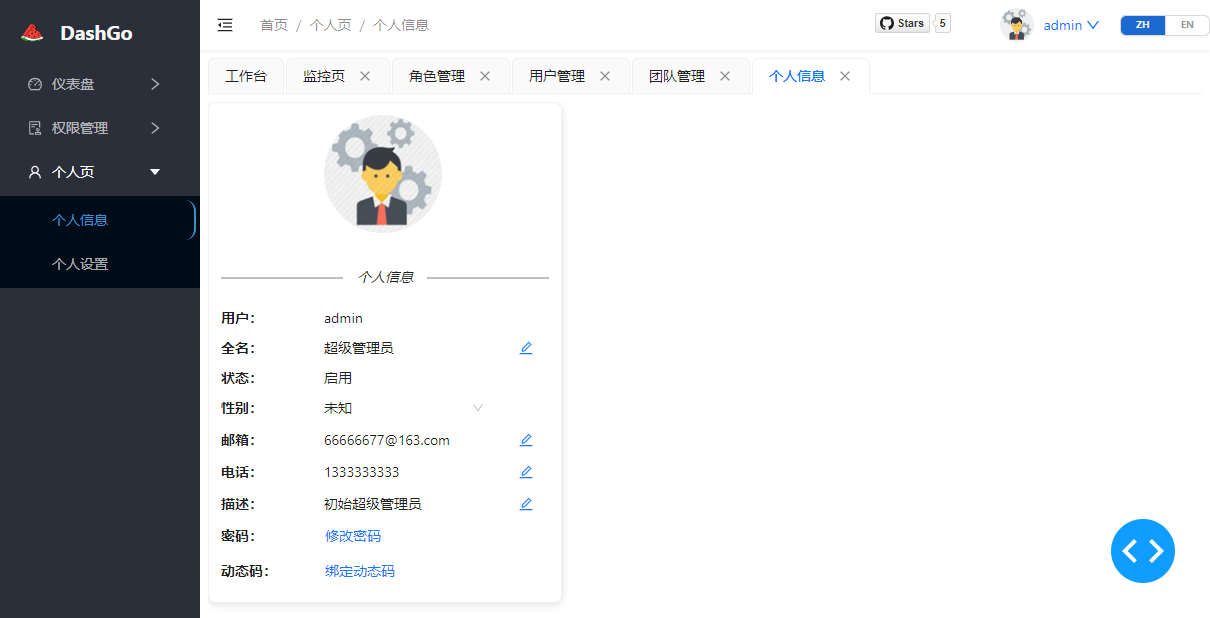 DashGo
首页 / 个人页 / 个人信息
Stars 5
admin
ZH EN
仪表盘
权限管理
个人页
个人信息
个人设置
工作台 监控页 角色管理 用户管理 团队管理 个人信息
个人信息
用户： admin
全名： 超级管理员
状态： 启用
性别： 未知
邮箱： 66666677@163.com
电话： 1333333333
描述： 初始超级管理员
密码： 修改密码
动态码： 绑定动态码